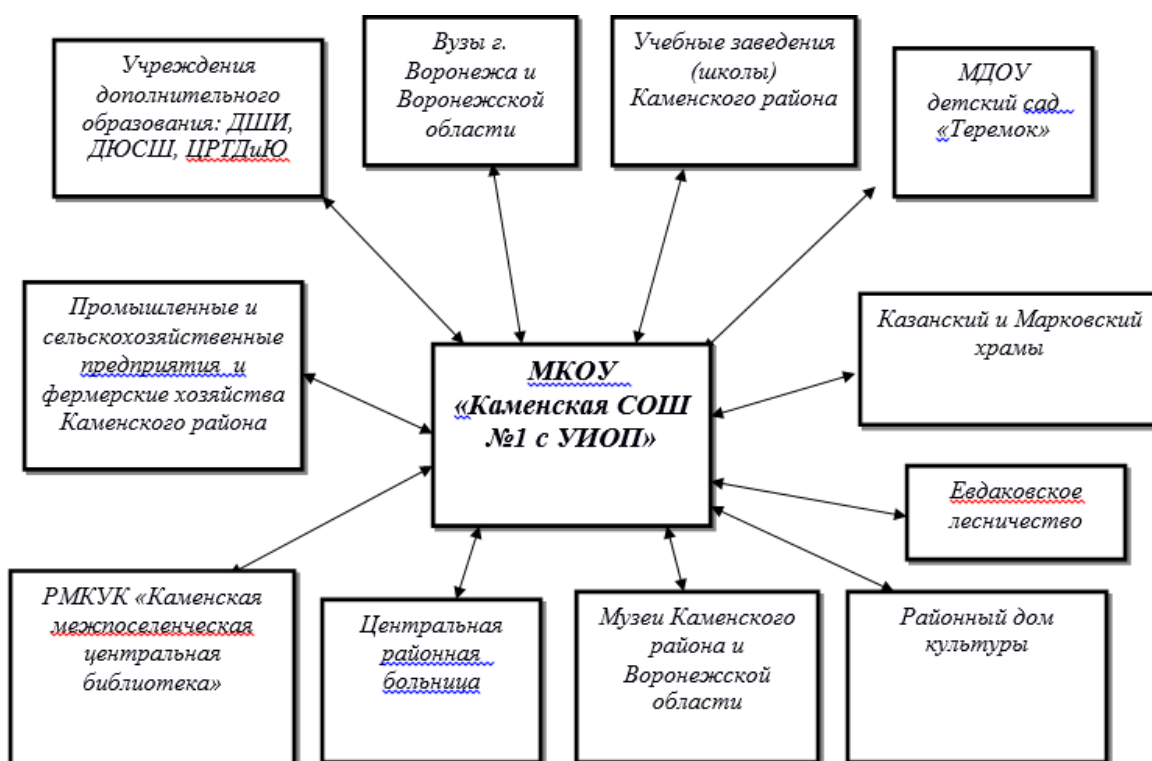 Учреждения
дополнительного
образования: ДШИ,
ДЮСШ, ЦРТДиЮ
Вузы г.
Воронежа и
Воронежской
области
Учебные заведения
(школы)
Каменского района
МДОУ
детский сад
«Теремок»
Промышленные и
сельскохозяйственные
предприятия и
фермерские хозяйства
Каменского района
МКОУ
«Каменская СОШ
№1 с УИОП»
Казанский и Марковский
храмы
Евдаковское
лесничество
РМКУК «Каменская
межпоселенческая
центральная
библиотека»
Центральная
районная
больница
Музеи Каменского
района и
Воронежской
области
Районный дом
культуры